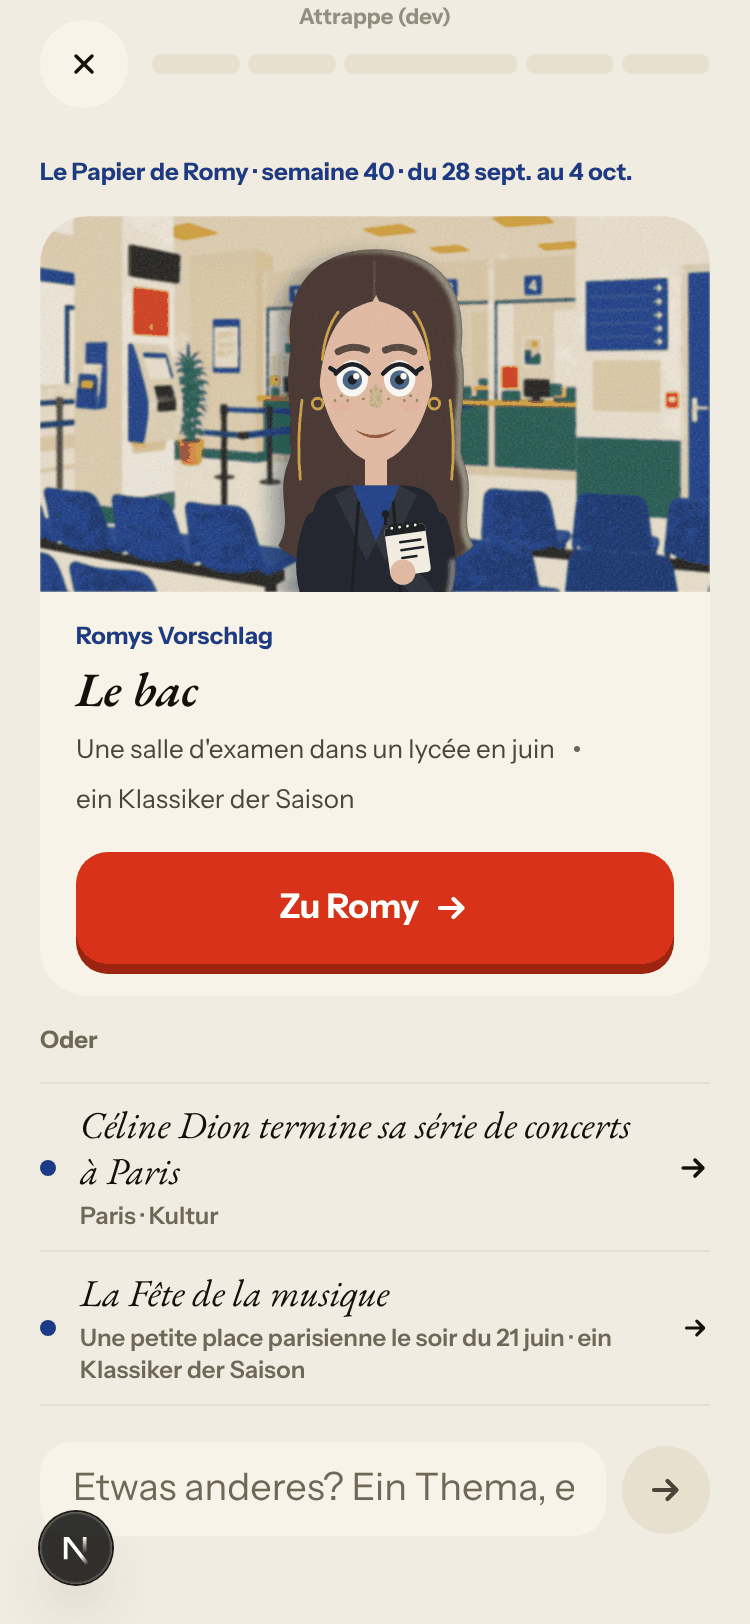 Attrappe (dev)
Le Papier de Romy · semaine 40 · du 28 sept. au 4 oct.
4
Romys Vorschlag
Le bac
Une salle d'examen dans un lycée en juin •
ein Klassiker der Saison
Zu Romy →
Oder
Céline Dion termine sa série de concerts
à Paris
Paris · Kultur
La Fête de la musique
Une petite place parisienne le soir du 21 juin · ein
Klassiker der Saison
Etwas anderes? Ein Thema, e
N